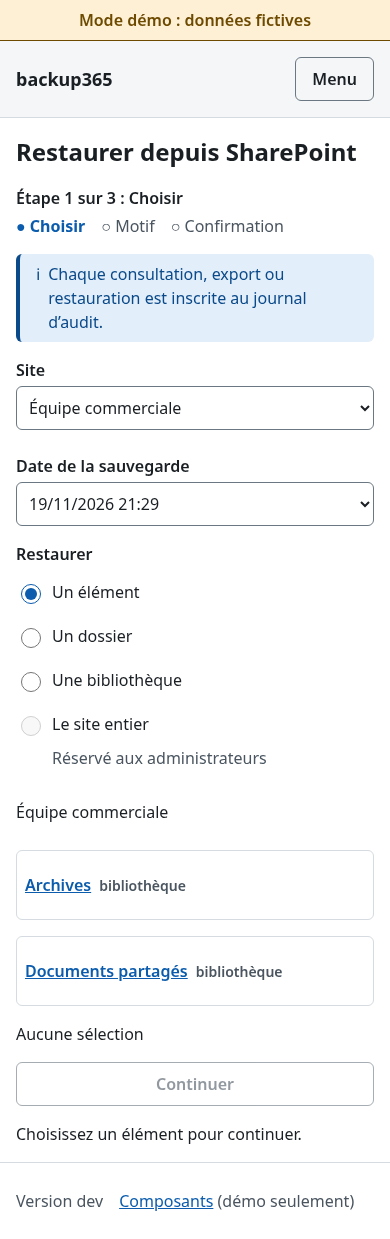 Mode démo : données fictives
backup365
Menu
Restaurer depuis SharePoint
Étape 1 sur 3 : Choisir
● Choisir ○ Motif ○ Confirmation
i Chaque consultation, export ou
restauration est inscrite au journal
d’audit.
Site
Équipe commerciale
Date de la sauvegarde
19/11/2026 21:29
Restaurer
Un élément
Un dossier
Une bibliothèque
Le site entier
Réservé aux administrateurs
Équipe commerciale
Archives bibliothèque
Documents partagés bibliothèque
Aucune sélection
Continuer
Choisissez un élément pour continuer.
Version dev Composants (démo seulement)